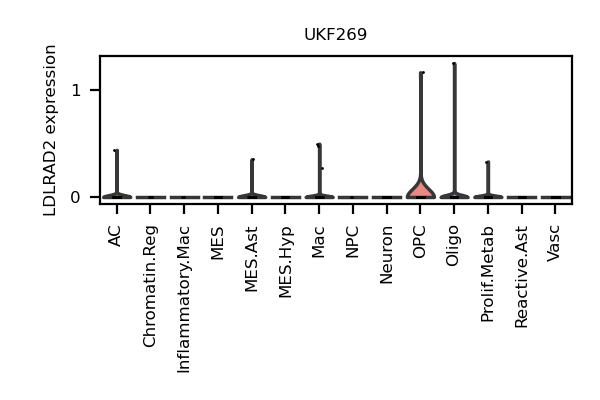 UKF269
LDLRAD2 expression
1
0
AC
Chromatin.Reg
Inflammatory.Mac
MES
MES.Ast
MES.Hyp
Mac
NPC
Neuron
OPC
Oligo
Prolif.Metab
Reactive.Ast
Vasc